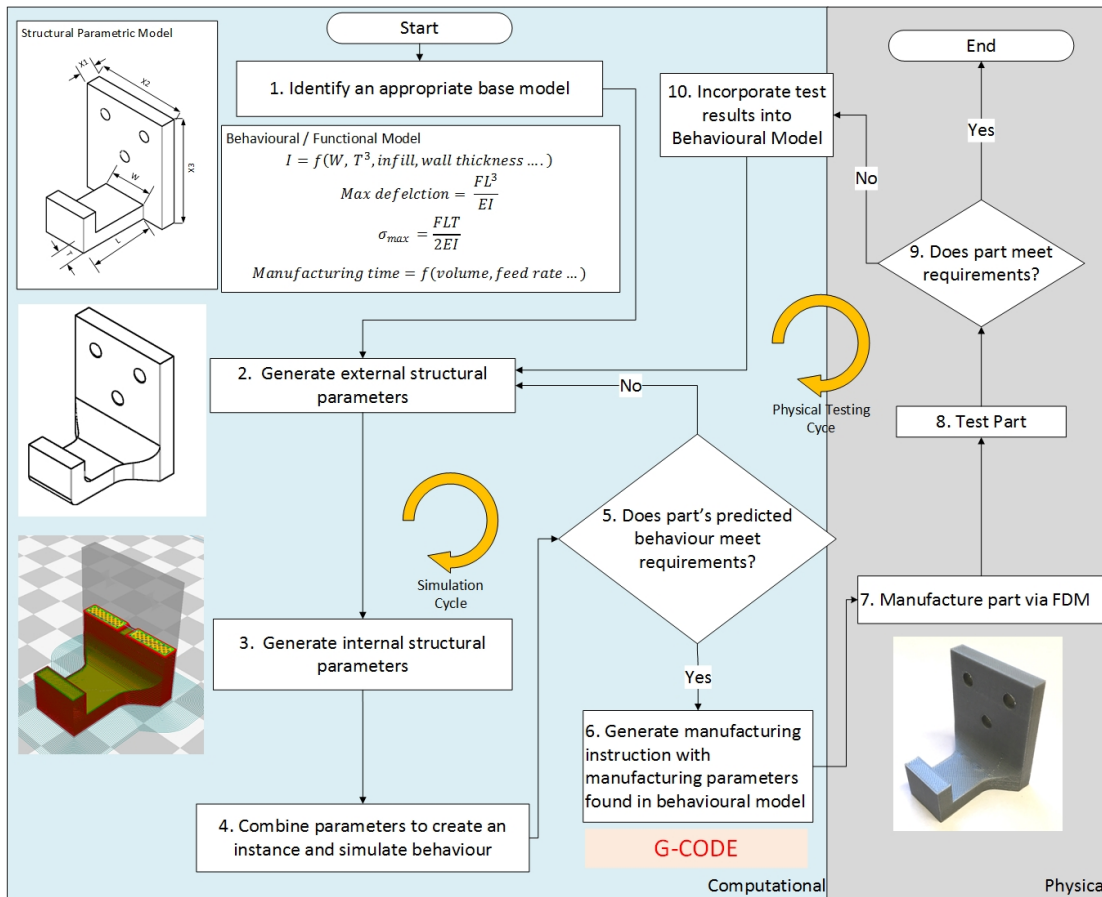 Start
Structural Parametric Model
X1
X2
X3
W
L
T
1. Identify an appropriate base model
Behavioural / Functional Model
I = f(W, T³, infill, wall thickness .... )
Max defelction = FL³
EI
σmax = FLT
2EI
Manufacturing time = f(volume, feed rate ... )
10. Incorporate test
results into
Behavioural Model
End
Yes
No
9. Does part meet
requirements?
2. Generate external structural
parameters
No
Physical Testing
Cyce
8. Test Part
Simulation
Cycle
5. Does part's predicted
behaviour meet
requirements?
7. Manufacture part via FDM
3. Generate internal structural
parameters
Yes
6. Generate manufacturing
instruction with
manufacturing parameters
found in behavioural model
4. Combine parameters to create an
instance and simulate behaviour
G-CODE
Computational
Physica